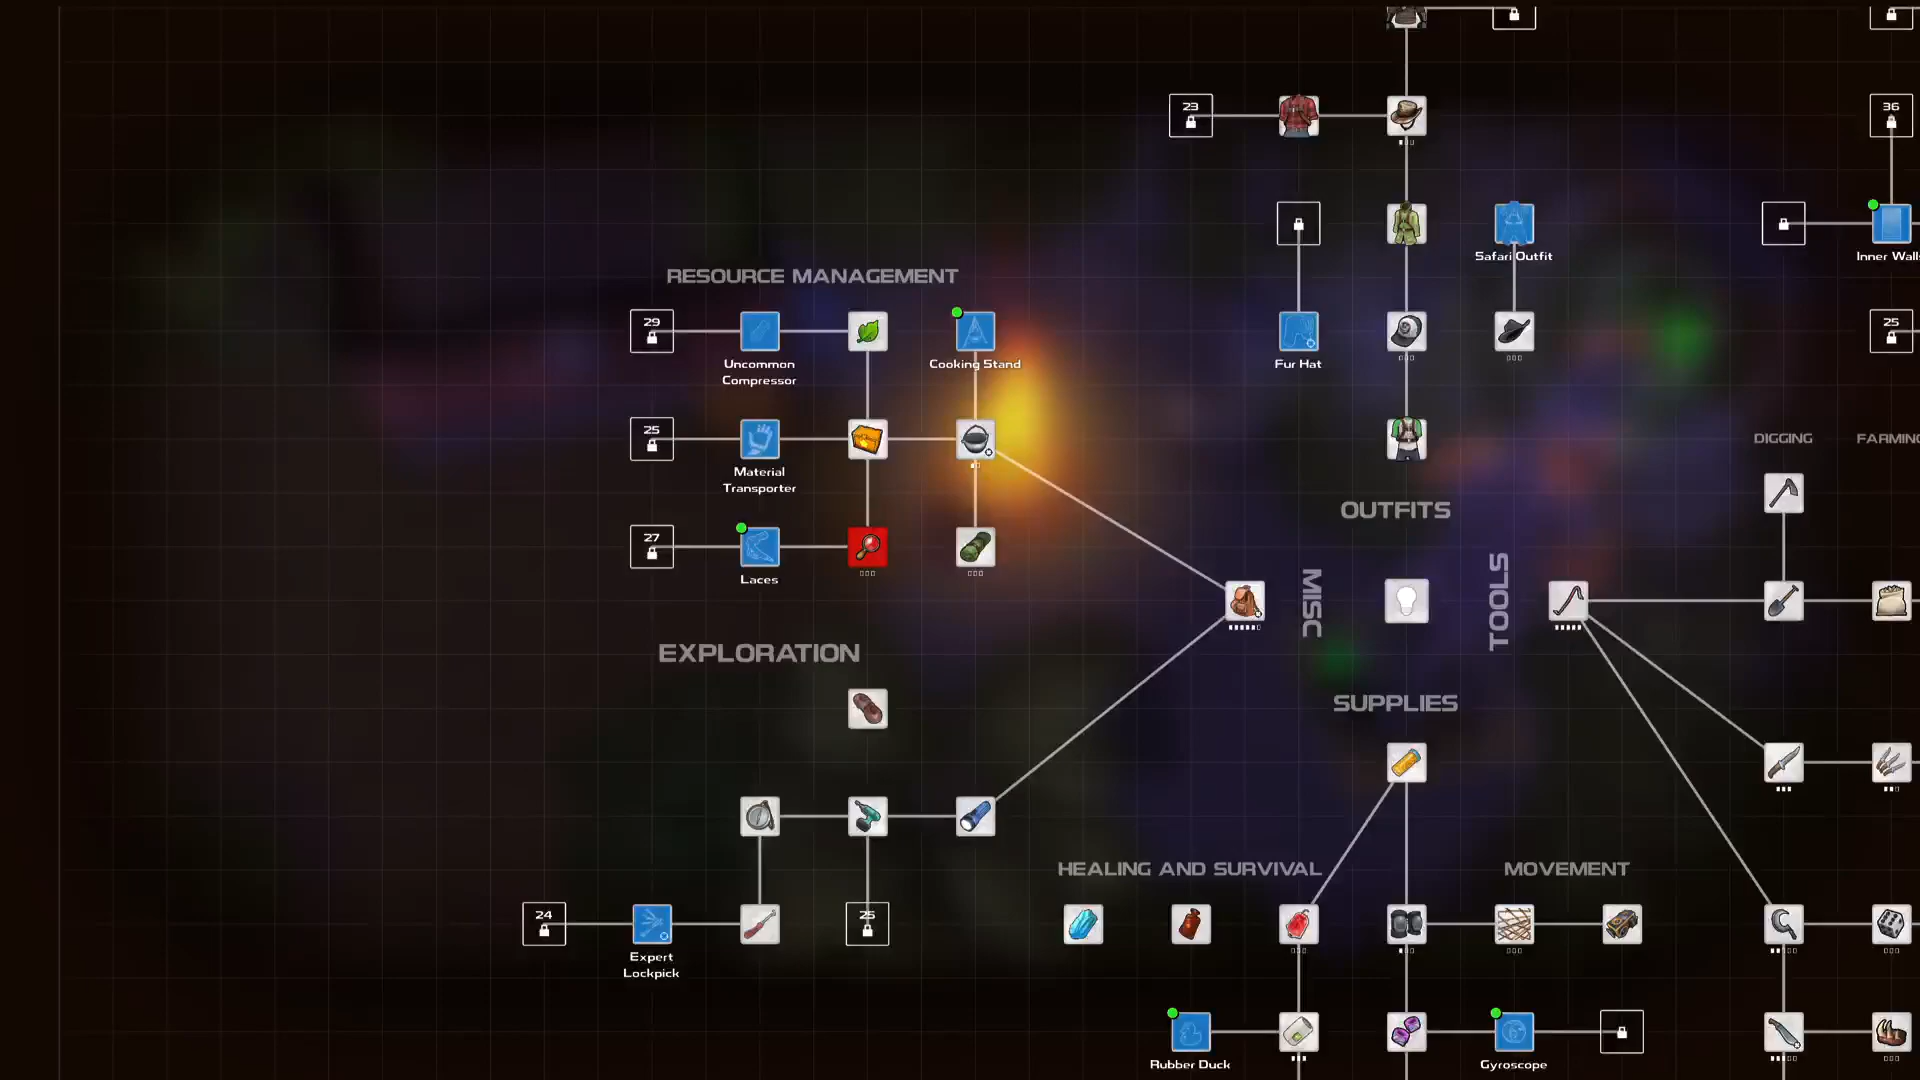 23
36
Safari Outfit
Inner Walls
RESOURCE MANAGEMENT
29
25
Uncommon
Compressor
Cooking Stand
Fur Hat
25
Material
Transporter
DIGGING
FARMING
OUTFITS
27
Laces
MISC
TOOLS
EXPLORATION
SUPPLIES
HEALING AND SURVIVAL
MOVEMENT
24
25
Expert
Lockpick
Rubber Duck
Gyroscope